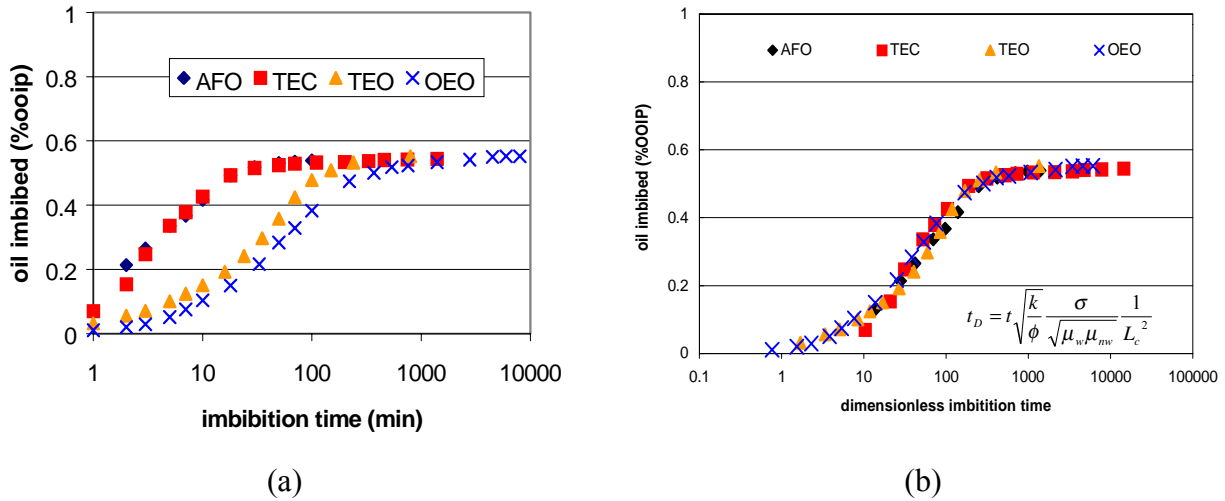 1
0.8
0.6
0.4
0.2
0
oil imbibed (%ooip)
AFO TEC TEO OEO
1 10 100 1000 10000
imbibition time (min)
(a)
1
0.8
0.6
0.4
0.2
0
oil imbibed (%OOIP)
AFO TEC TEO OEO
t_D = t √(k/ϕ) σ/√(μ_w μ_nw) 1/L_c²
0.1 1 10 100 1000 10000 100000
dimensionless imbitition time
(b)